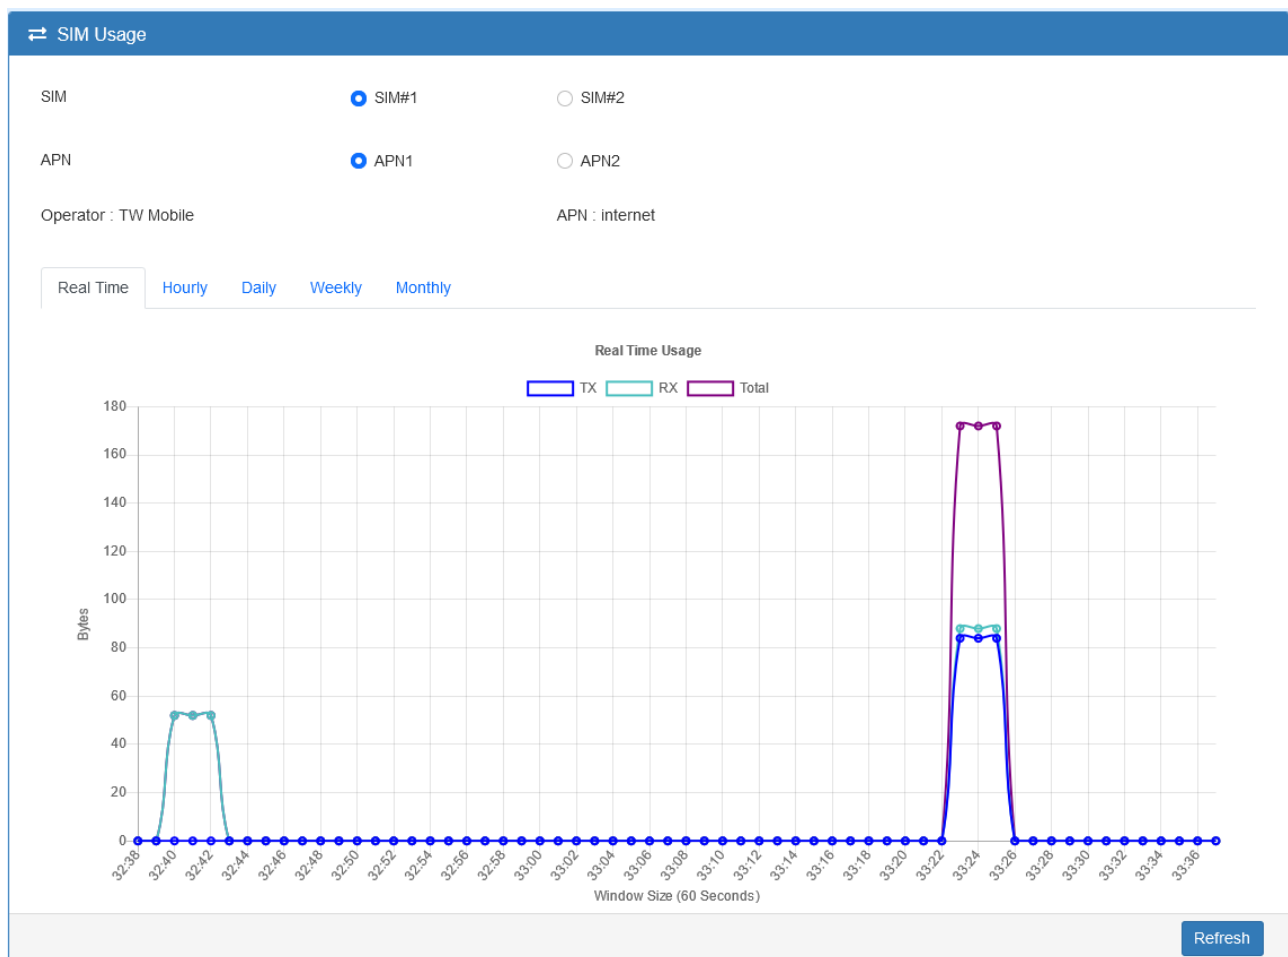 SIM Usage
SIM SIM#1 SIM#2
APN APN1 APN2
Operator : TW Mobile APN : internet
Real Time Hourly Daily Weekly Monthly
Real Time Usage
TX RX Total
180
160
140
120
100
80
60
40
20
0
Bytes
32:38 32:40 32:42 32:44 32:46 32:48 32:50 32:52 32:54 32:56 32:58 33:00 33:02 33:04 33:06 33:08 33:10 33:12 33:14 33:16 33:18 33:20 33:22 33:24 33:26 33:28 33:30 33:32 33:34 33:36
Window Size (60 Seconds)
Refresh